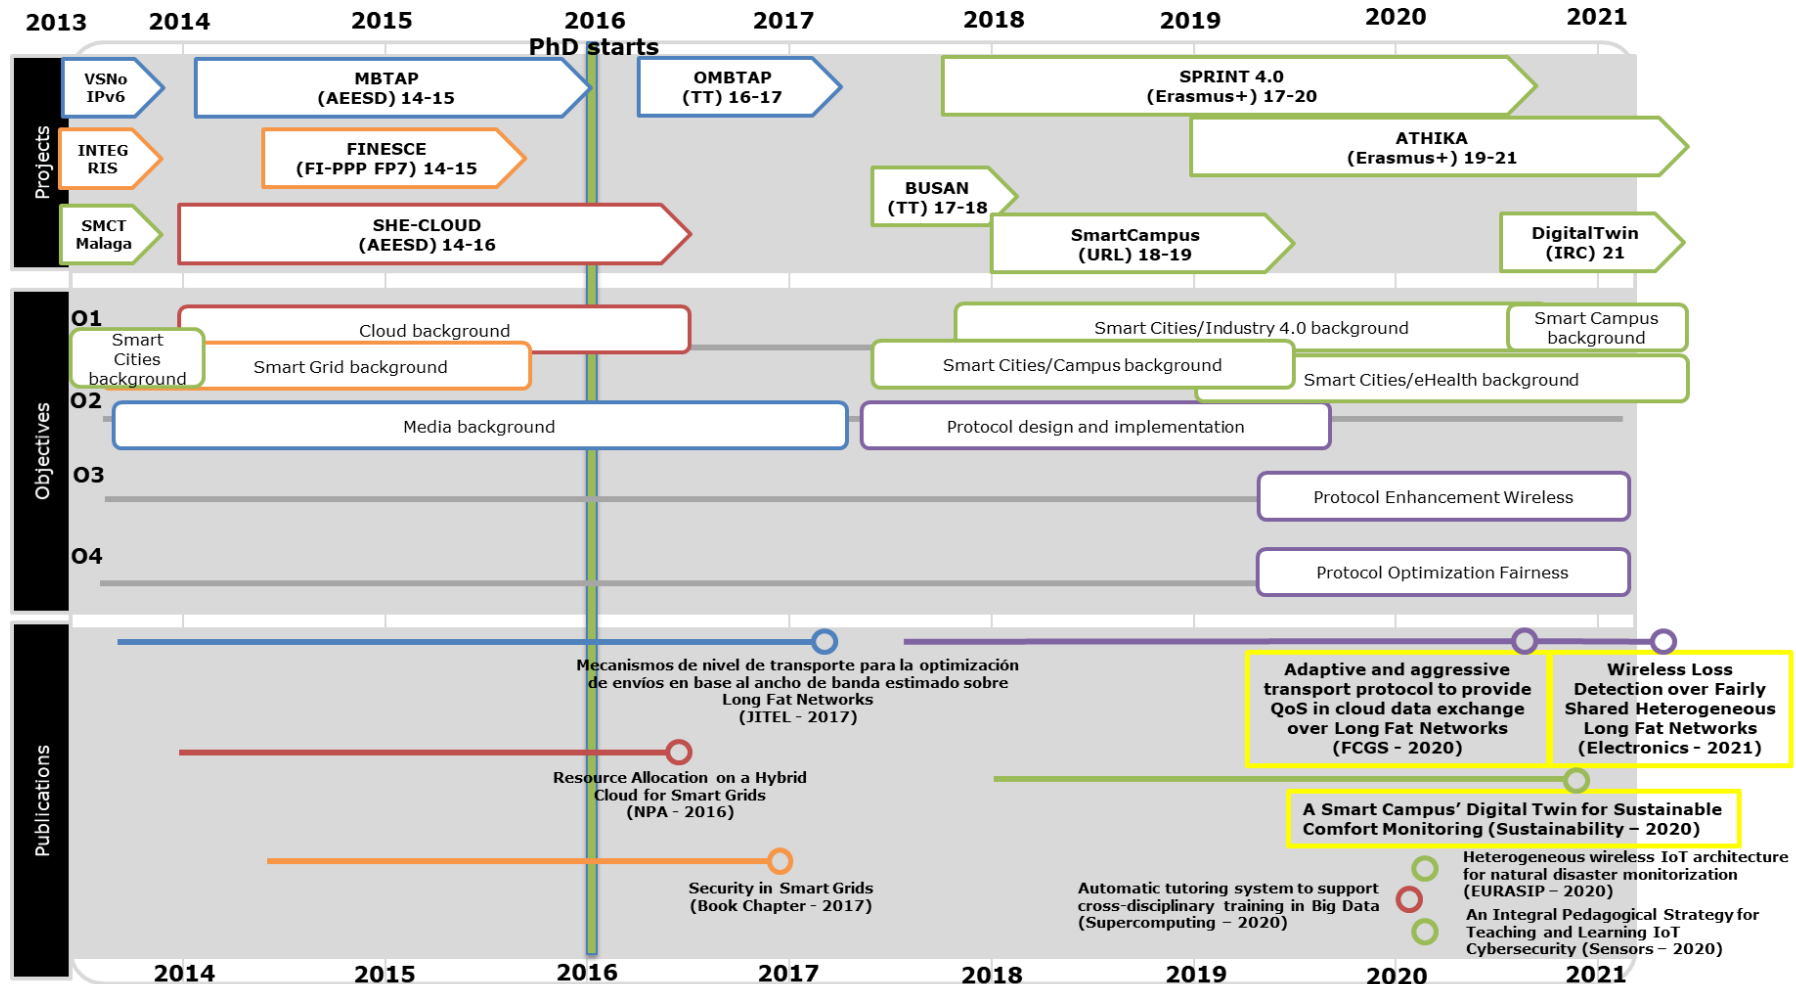 2013
2014
2015
2016
2017
2018
2019
2020
2021
PhD starts
Projects
VSNo
IPv6
MBTAP
(AEESD) 14-15
OMBTAP
(TT) 16-17
SPRINT 4.0
(Erasmus+) 17-20
INTEG
RIS
FINESCE
(FI-PPP FP7) 14-15
ATHIKA
(Erasmus+) 19-21
BUSAN
(TT) 17-18
SMCT
Malaga
SHE-CLOUD
(AEESD) 14-16
SmartCampus
(URL) 18-19
DigitalTwin
(IRC) 21
Objectives
O1
Cloud background
Smart Cities/Industry 4.0 background
Smart Campus
background
Smart
Cities
background
Smart Grid background
Smart Cities/Campus background
Smart Cities/eHealth background
O2
Media background
Protocol design and implementation
O3
Protocol Enhancement Wireless
O4
Protocol Optimization Fairness
Publications
Mecanismos de nivel de transporte para la optimización
de envíos en base al ancho de banda estimado sobre
Long Fat Networks
(JITEL - 2017)
Adaptive and aggressive
transport protocol to provide
QoS in cloud data exchange
over Long Fat Networks
(FCGS - 2020)
Wireless Loss
Detection over Fairly
Shared Heterogeneous
Long Fat Networks
(Electronics - 2021)
Resource Allocation on a Hybrid
Cloud for Smart Grids
(NPA - 2016)
A Smart Campus’ Digital Twin for Sustainable
Comfort Monitoring (Sustainability – 2020)
Security in Smart Grids
(Book Chapter - 2017)
Automatic tutoring system to support
cross-disciplinary training in Big Data
(Supercomputing – 2020)
Heterogeneous wireless IoT architecture
for natural disaster monitorization
(EURASIP – 2020)
An Integral Pedagogical Strategy for
Teaching and Learning IoT
Cybersecurity (Sensors – 2020)
2014
2015
2016
2017
2018
2019
2020
2021